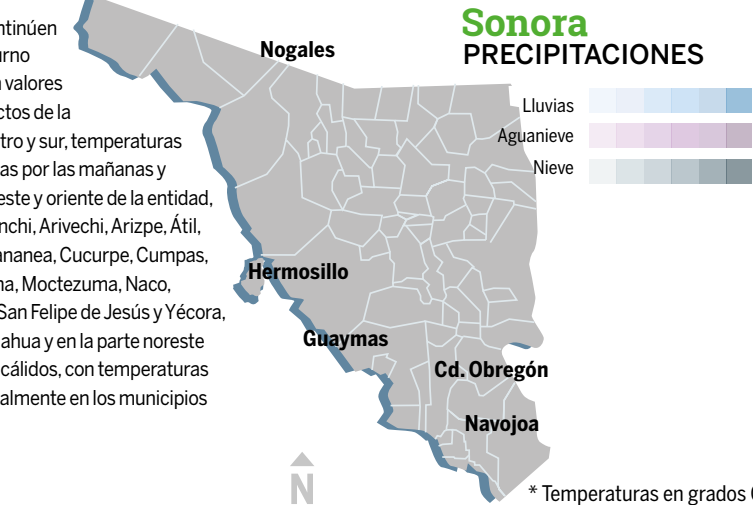 ntinúen
urno
valores
ctos de la
tro y sur, temperaturas
as por las mañanas y
este y oriente de la entidad,
nchi, Arivechi, Arizpe, Átil,
ananea, Cucurpe, Cumpas,
na, Moctezuma, Naco,
San Felipe de Jesús y Yécora,
ahua y en la parte noreste
cálidos, con temperaturas
almente en los municipios
Sonora
PRECIPITACIONES
Lluvias
Aguanieve
Nieve
Nogales
Hermosillo
Guaymas
Cd. Obregón
Navojoa
N
* Temperaturas en grados